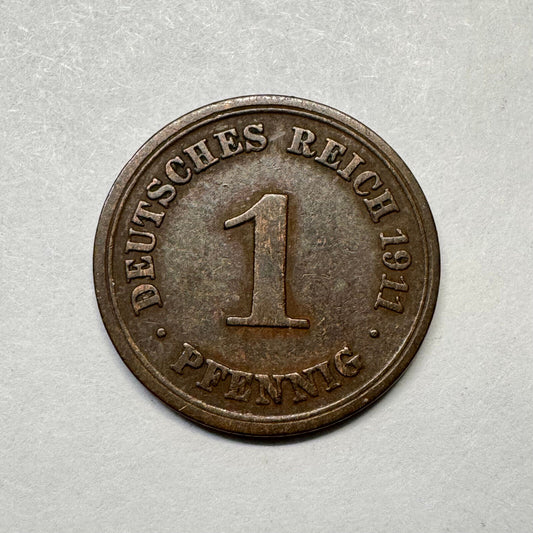 DEUTSCHES REICH 1911
1
· PFENNIG ·